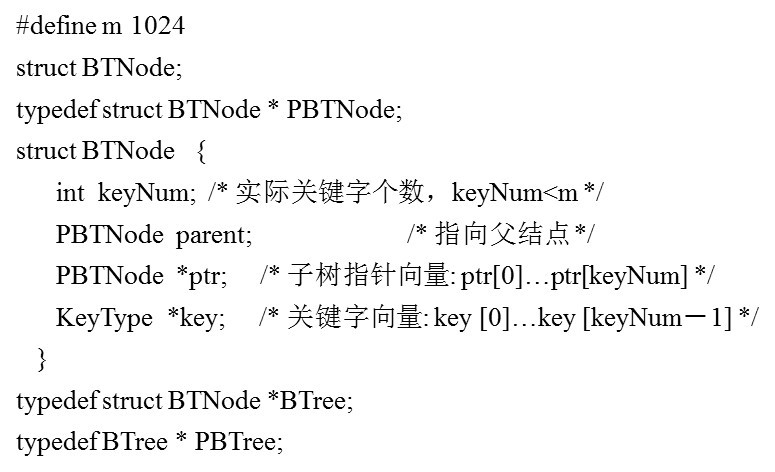 #define m 1024
struct BTNode;
typedef struct BTNode * PBTNode;
struct BTNode {
int keyNum; /* 实际关键字个数，keyNum<m */
PBTNode parent; /* 指向父结点 */
PBTNode *ptr; /* 子树指针向量: ptr[0]…ptr[keyNum] */
KeyType *key; /* 关键字向量: key [0]…key [keyNum－1] */
}
typedef struct BTNode *BTree;
typedef BTree * PBTree;